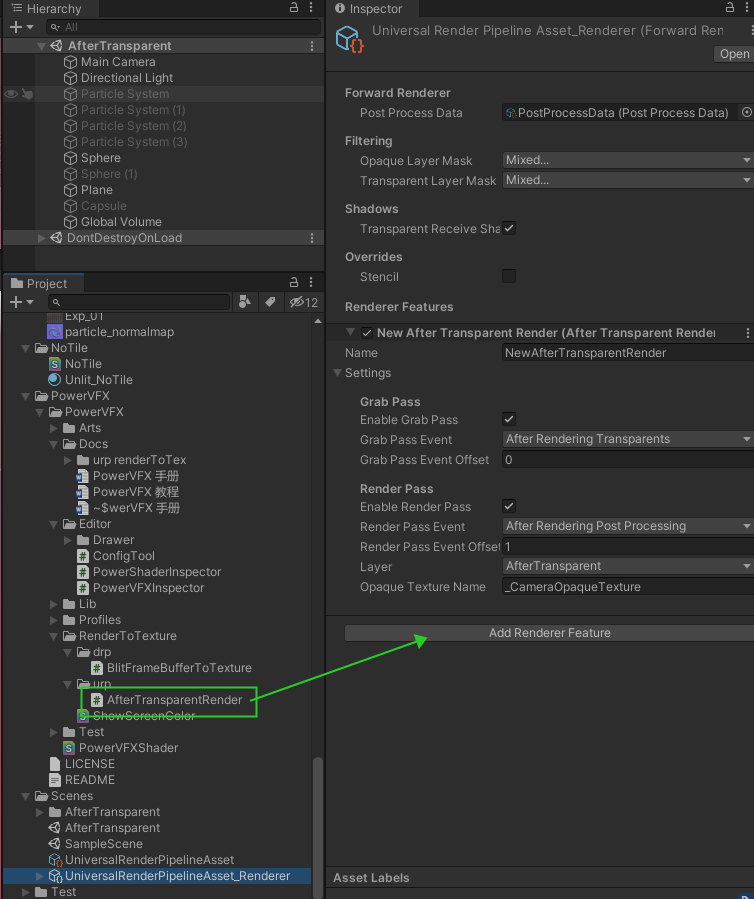 Hierarchy
All
AfterTransparent
Main Camera
Directional Light
Particle System
Particle System (1)
Particle System (2)
Particle System (3)
Sphere
Sphere (1)
Plane
Capsule
Global Volume
DontDestroyOnLoad
Project
12
Exp_01
particle_normalmap
NoTile
NoTile
Unlit_NoTile
PowerVFX
PowerVFX
Arts
Docs
urp renderToTex
PowerVFX 手册
PowerVFX 教程
~$werVFX 手册
Editor
Drawer
ConfigTool
PowerShaderInspector
PowerVFXInspector
Lib
Profiles
RenderToTexture
drp
BlitFrameBufferToTexture
urp
AfterTransparentRender
ShowScreenColor
Test
PowerVFXShader
LICENSE
README
Scenes
AfterTransparent
AfterTransparent
SampleScene
UniversalRenderPipelineAsset
UniversalRenderPipelineAsset_Renderer
Test
Inspector
Universal Render Pipeline Asset_Renderer (Forward Ren
Open
Forward Renderer
Post Process Data PostProcessData (Post Process Data)
Filtering
Opaque Layer Mask Mixed...
Transparent Layer Mask Mixed...
Shadows
Transparent Receive Sha
Overrides
Stencil
Renderer Features
New After Transparent Render (After Transparent Render
Name NewAfterTransparentRender
Settings
Grab Pass
Enable Grab Pass
Grab Pass Event After Rendering Transparents
Grab Pass Event Offset 0
Render Pass
Enable Render Pass
Render Pass Event After Rendering Post Processing
Render Pass Event Offset 1
Layer AfterTransparent
Opaque Texture Name _CameraOpaqueTexture
Add Renderer Feature
Asset Labels